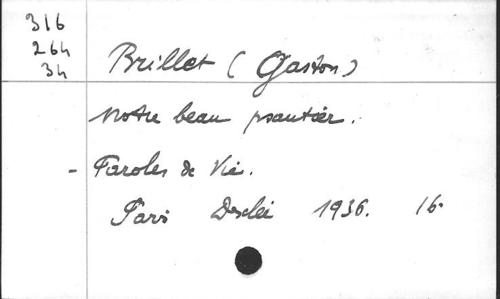 316
264
34
Brillet (Gaston)
Notre beau psautier.
- Paroles de Vie.
Paris Desclée 1936. 16°